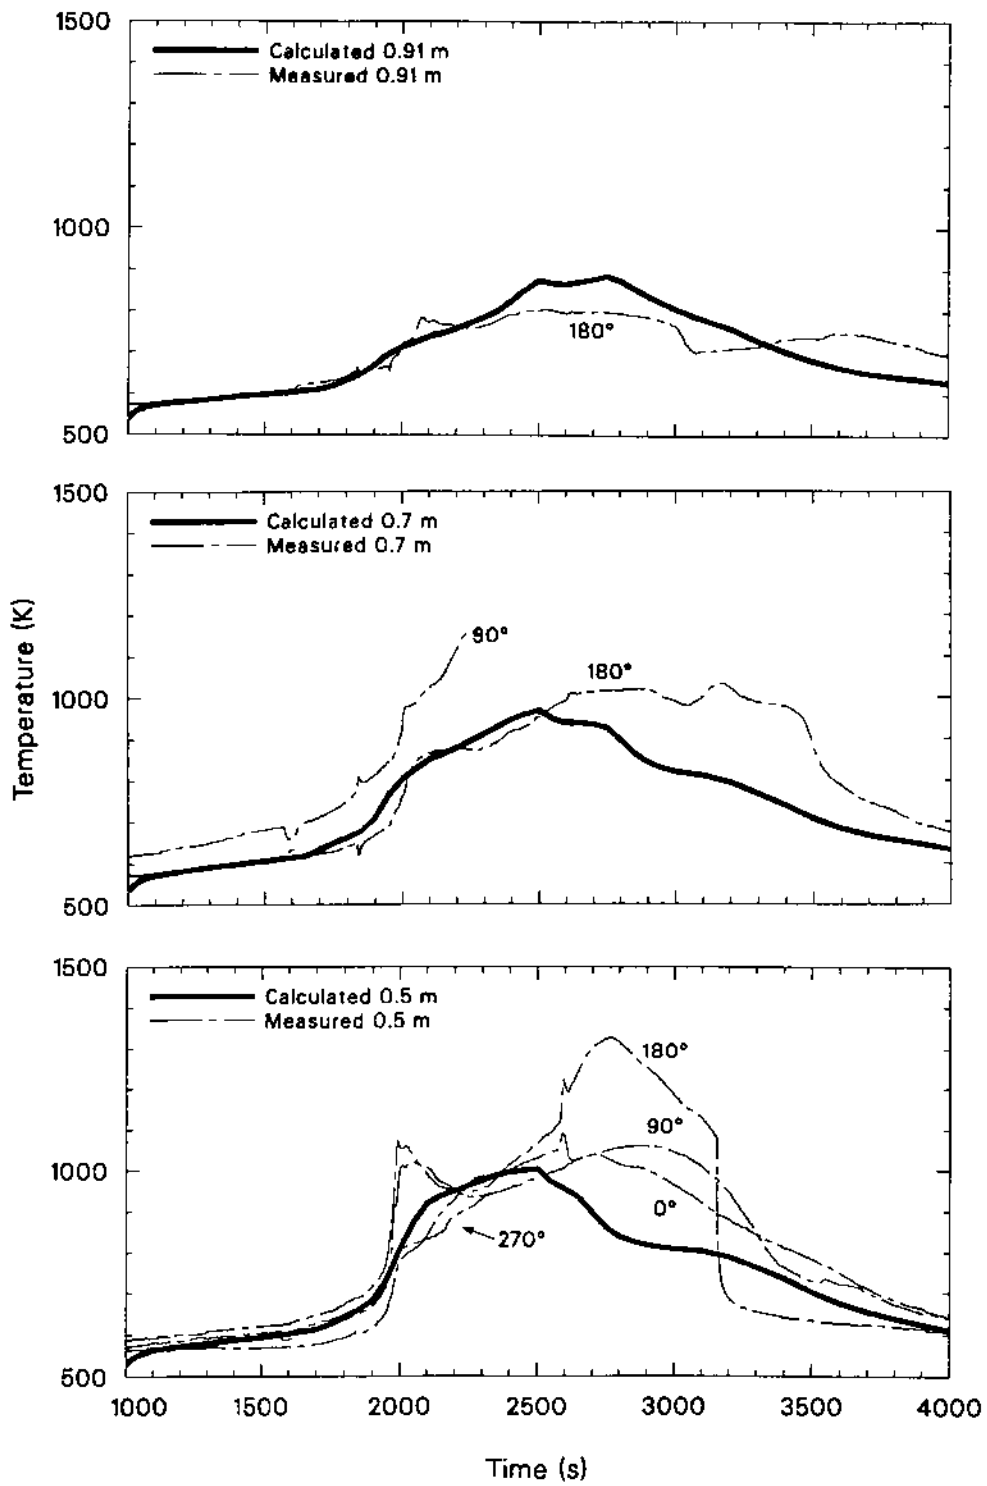 1500
Calculated 0.91 m
Measured 0.91 m
1000
180°
500
1500
Calculated 0.7 m
Measured 0.7 m
90°
180°
1000
500
1500
Calculated 0.5 m
Measured 0.5 m
180°
90°
1000
0°
270°
500
1000 1500 2000 2500 3000 3500 4000
Time (s)
Temperature (K)